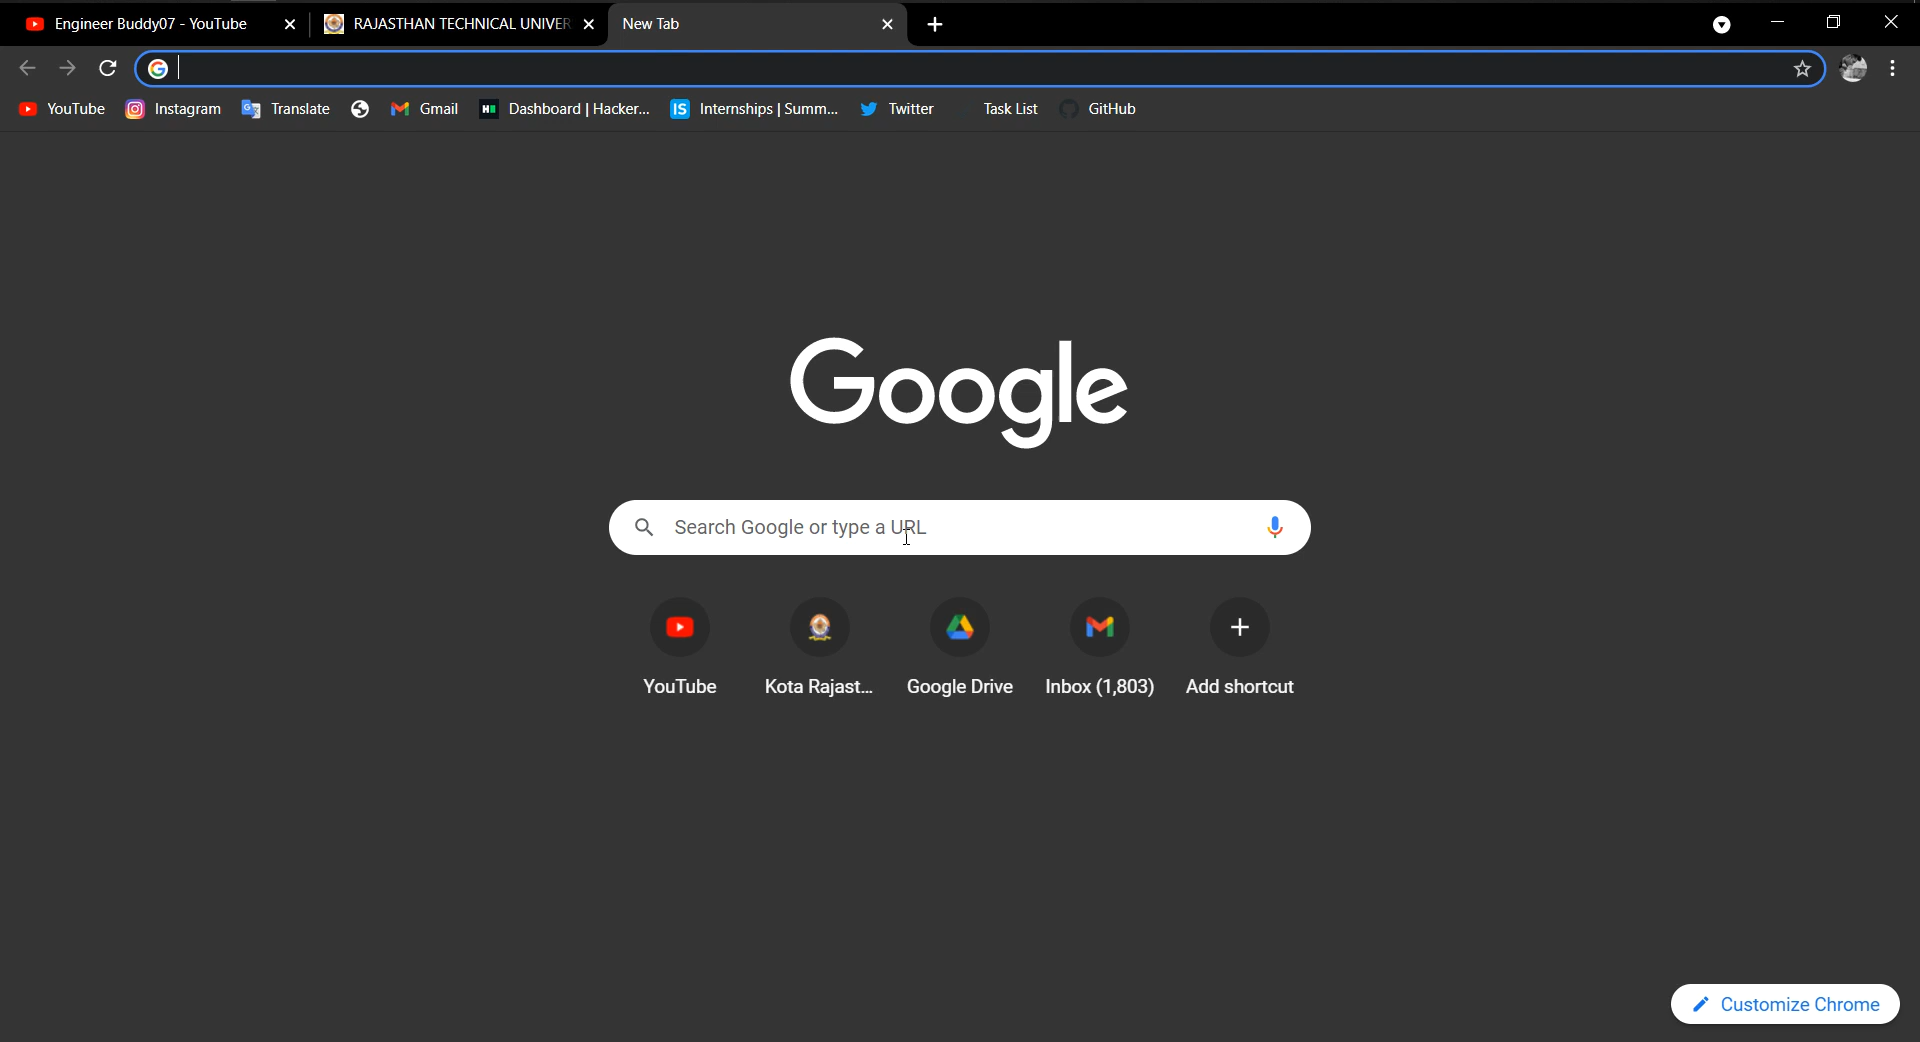 Engineer Buddy07 - YouTube
RAJASTHAN TECHNICAL UNIVER
New Tab
YouTube
Instagram
Translate
Gmail
Dashboard | Hacker...
IS
Internships | Summ...
Twitter
Task List
GitHub
Google
Search Google or type a URL
YouTube
Kota Rajast...
Google Drive
Inbox (1,803)
Add shortcut
Customize Chrome